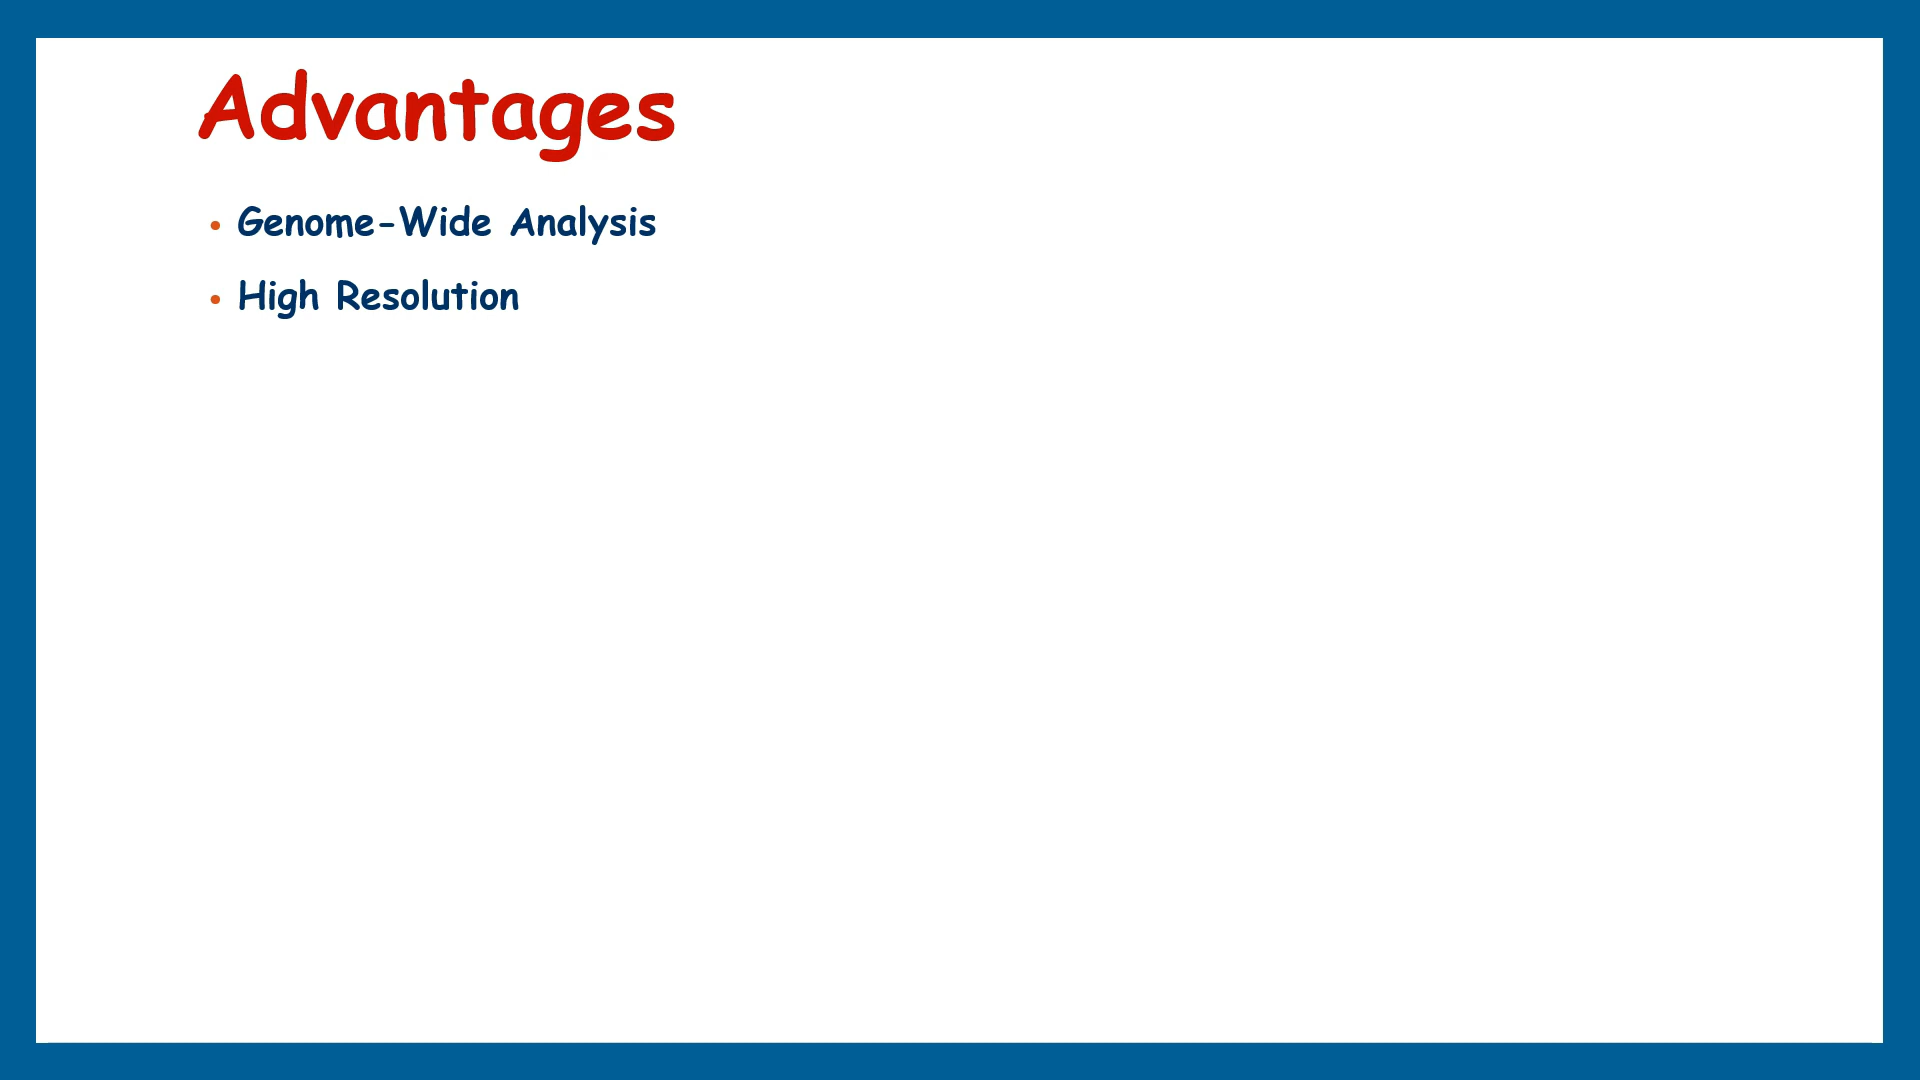 Advantages
• Genome-Wide Analysis
• High Resolution